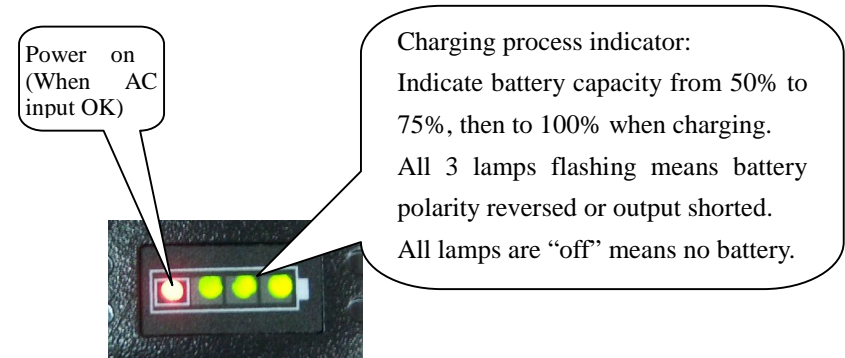 Power on
(When AC
input OK)
Charging process indicator:
Indicate battery capacity from 50% to
75%, then to 100% when charging.
All 3 lamps flashing means battery
polarity reversed or output shorted.
All lamps are “off” means no battery.